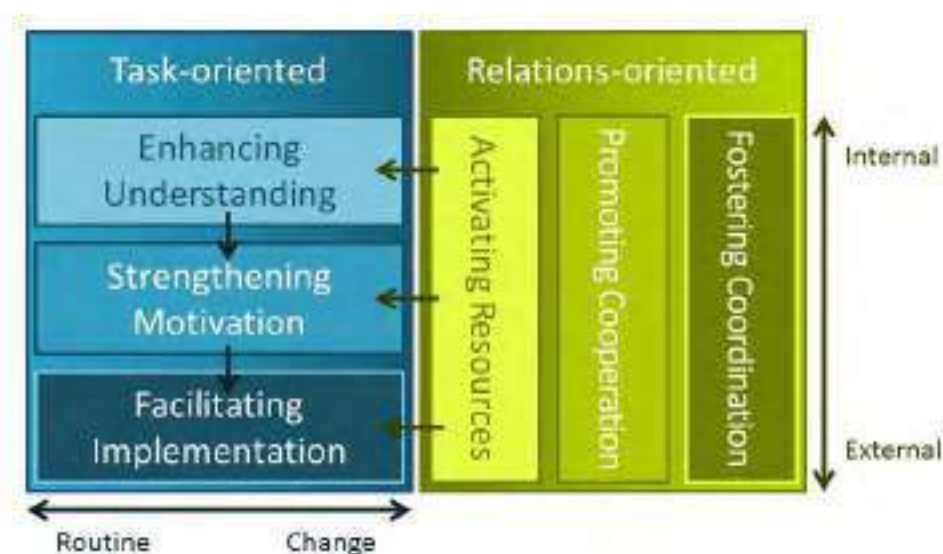 Task-oriented
Enhancing
Understanding
Strengthening
Motivation
Facilitating
Implementation
Routine
Change
Relations-oriented
Activating Resources
Promoting Cooperation
Fostering Coordination
Internal
External